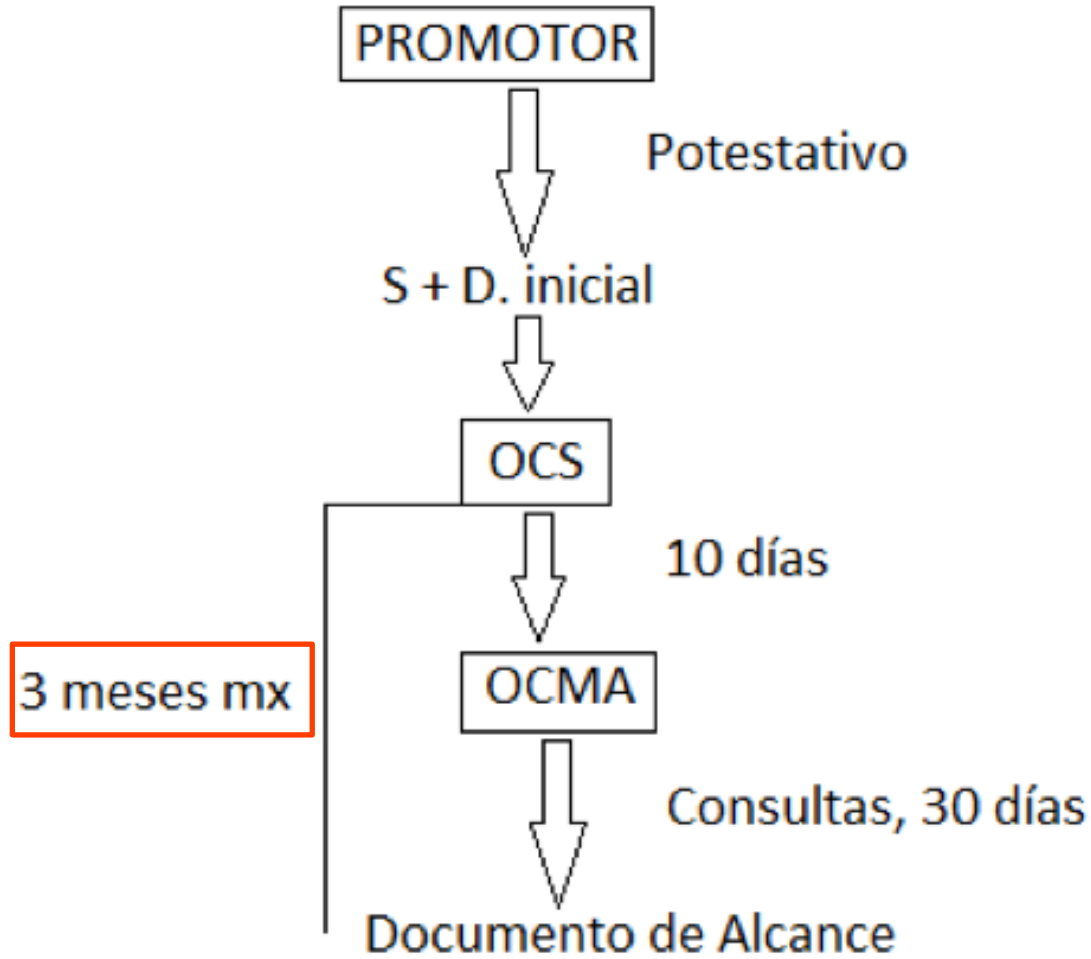 PROMOTOR
Potestativo
S + D. inicial
OCS
10 días
3 meses mx
OCMA
Consultas, 30 días
Documento de Alcance